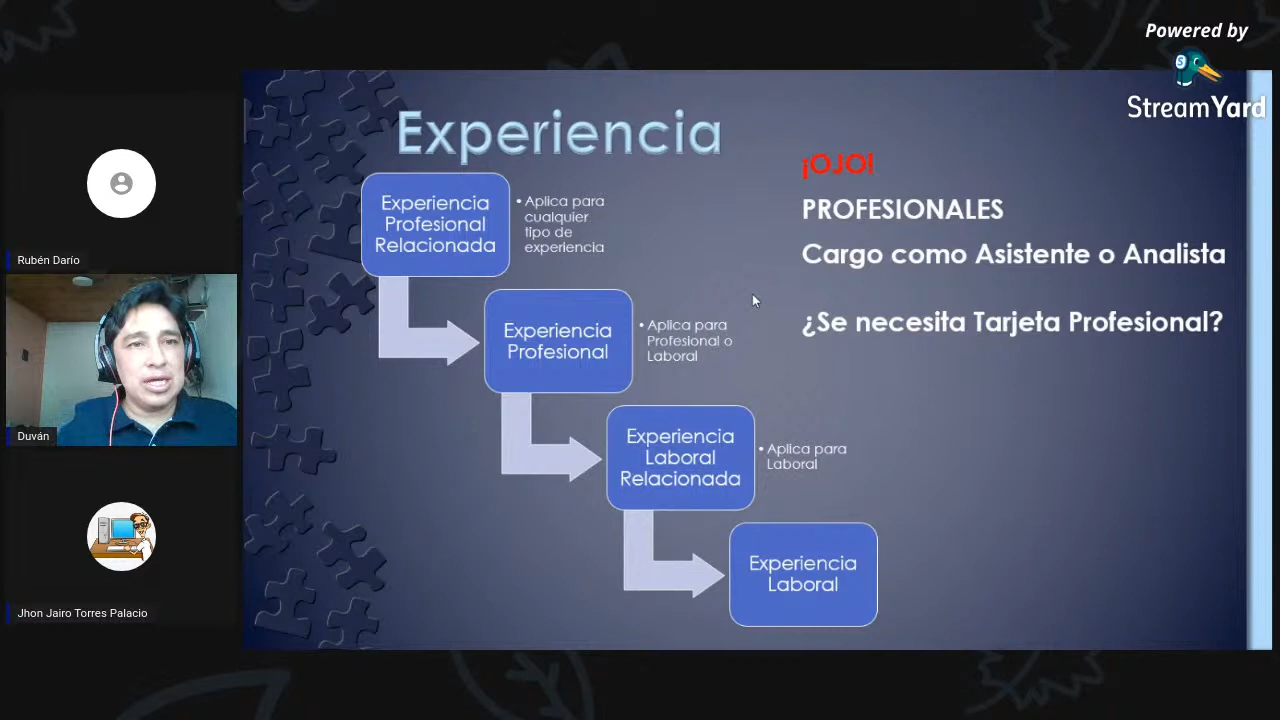 Powered by
StreamYard
Experiencia
Experiencia
Profesional
Relacionada
• Aplica para
cualquier
tipo de
experiencia
Experiencia
Profesional
• Aplica para
Profesional o
Laboral
Experiencia
Laboral
Relacionada
• Aplica para
Laboral
Experiencia
Laboral
¡OJO!
PROFESIONALES
Cargo como Asistente o Analista
¿Se necesita Tarjeta Profesional?
Rubén Darío
Duván
Jhon Jairo Torres Palacio